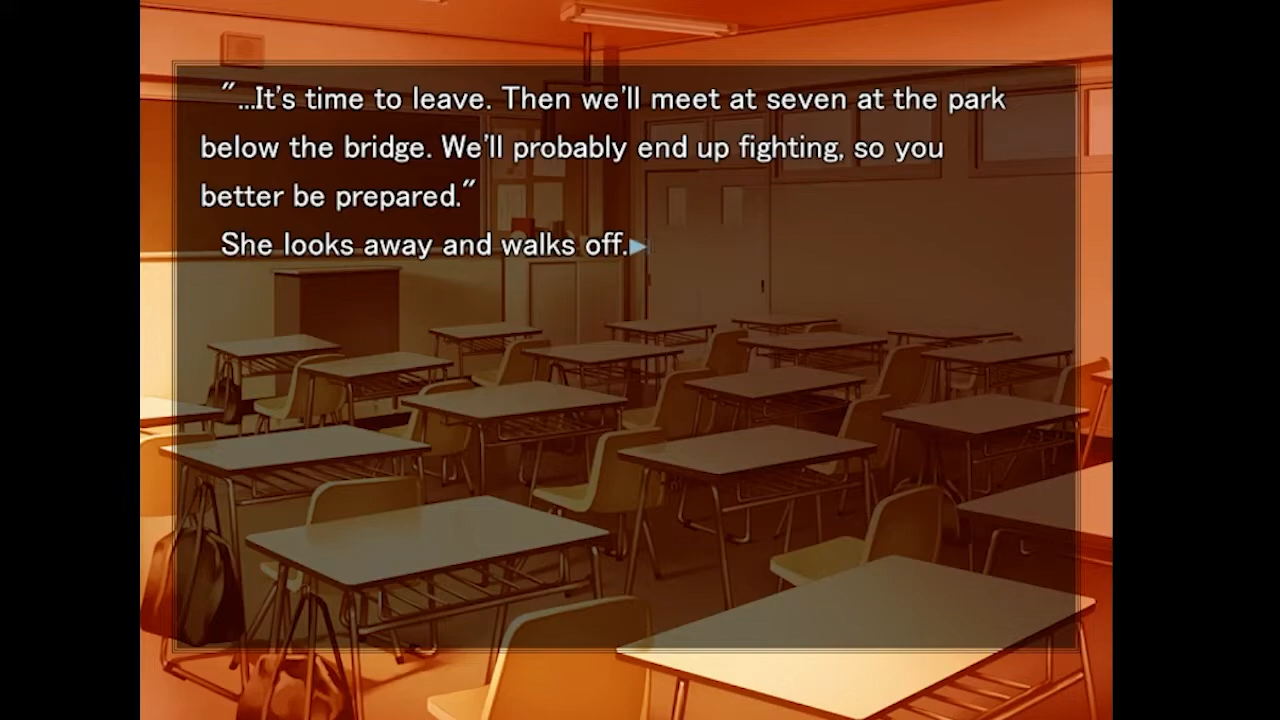 "...It's time to leave. Then we'll meet at seven at the park
below the bridge. We'll probably end up fighting, so you
better be prepared."
She looks away and walks off.